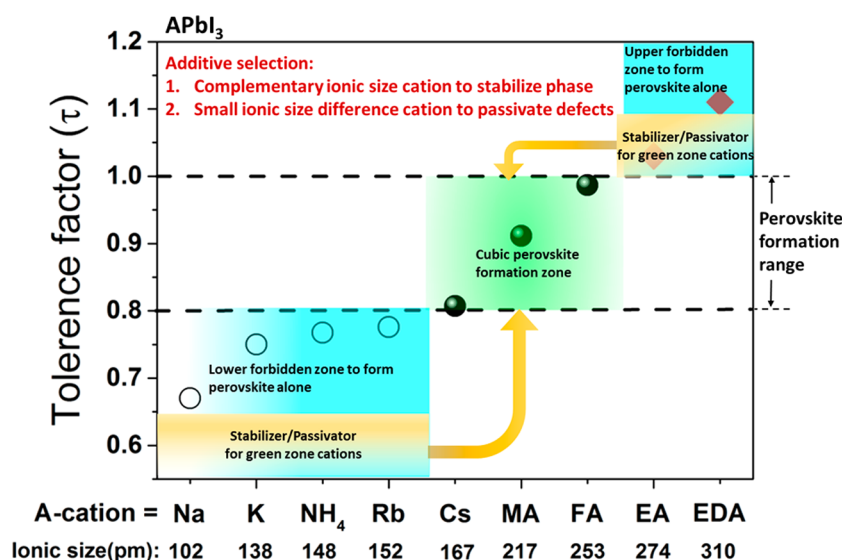 APbI3
Additive selection:
1. Complementary ionic size cation to stabilize phase
2. Small ionic size difference cation to passivate defects
Upper forbidden
zone to form
perovskite alone
Stabilizer/Passivator
for green zone cations
Tolerence factor (τ)
1.2
1.1
1.0
0.9
0.8
0.7
0.6
Cubic perovskite
formation zone
Perovskite
formation
range
Lower forbidden zone to form
perovskite alone
Stabilizer/Passivator
for green zone cations
A-cation = Na K NH4 Rb Cs MA FA EA EDA
Ionic size(pm): 102 138 148 152 167 217 253 274 310